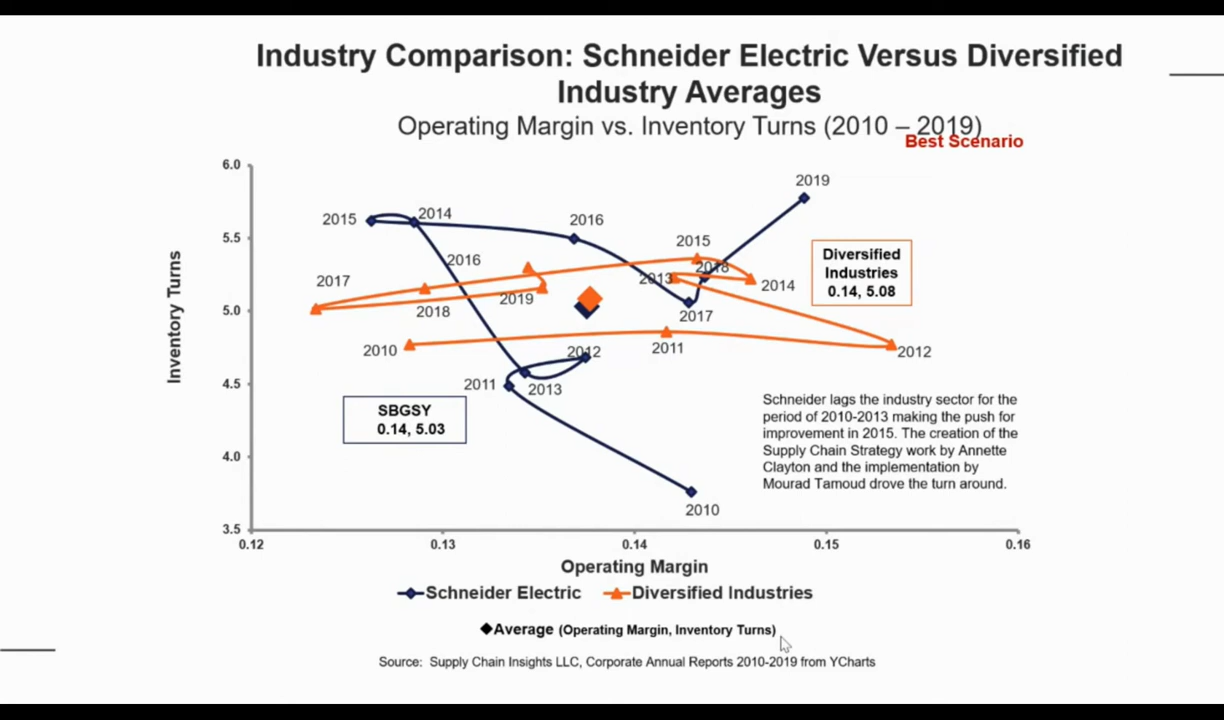 Industry Comparison: Schneider Electric Versus Diversified
Industry Averages
Operating Margin vs. Inventory Turns (2010 – 2019)
Best Scenario
6.0
5.5
5.0
4.5
4.0
3.5
Inventory Turns
2019
2015
2014
2016
2015
2016
2013
2018
2014
2017
2018
2019
2017
2010
2011
2012
2012
2011
2013
2010
Diversified
Industries
0.14, 5.08
SBGSY
0.14, 5.03
Schneider lags the industry sector for the
period of 2010-2013 making the push for
improvement in 2015. The creation of the
Supply Chain Strategy work by Annette
Clayton and the implementation by
Mourad Tamoud drove the turn around.
0.12
0.13
0.14
0.15
0.16
Operating Margin
Schneider Electric
Diversified Industries
Average (Operating Margin, Inventory Turns)
Source: Supply Chain Insights LLC, Corporate Annual Reports 2010-2019 from YCharts